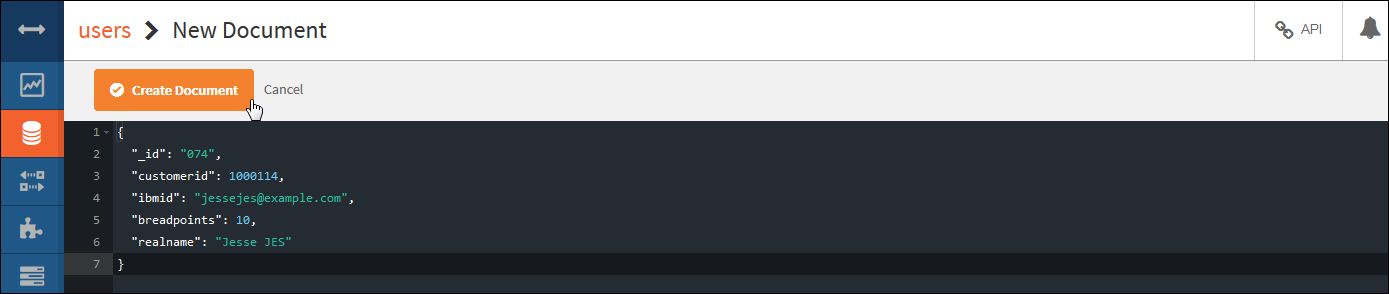 users New Document
API
Create Document Cancel
1 {
2 "_id": "074",
3 "customerid": 1000114,
4 "ibmid": "jessejes@example.com",
5 "breadpoints": 10,
6 "realname": "Jesse JES"
7 }